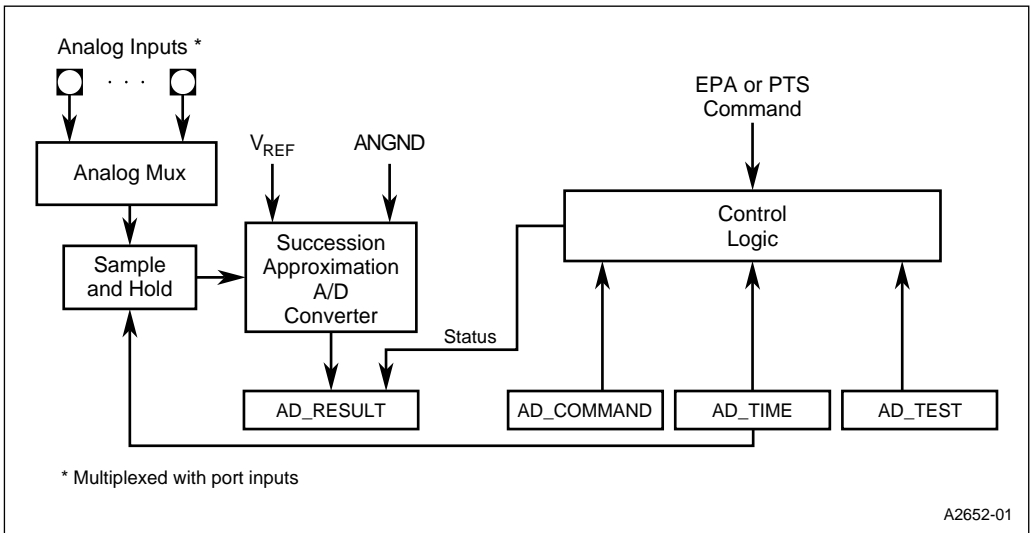 Analog Inputs *
. . .
EPA or PTS
Command
VREF
ANGND
Analog Mux
Control
Logic
Sample
and Hold
Succession
Approximation
A/D
Converter
Status
AD_RESULT
AD_COMMAND
AD_TIME
AD_TEST
* Multiplexed with port inputs
A2652-01